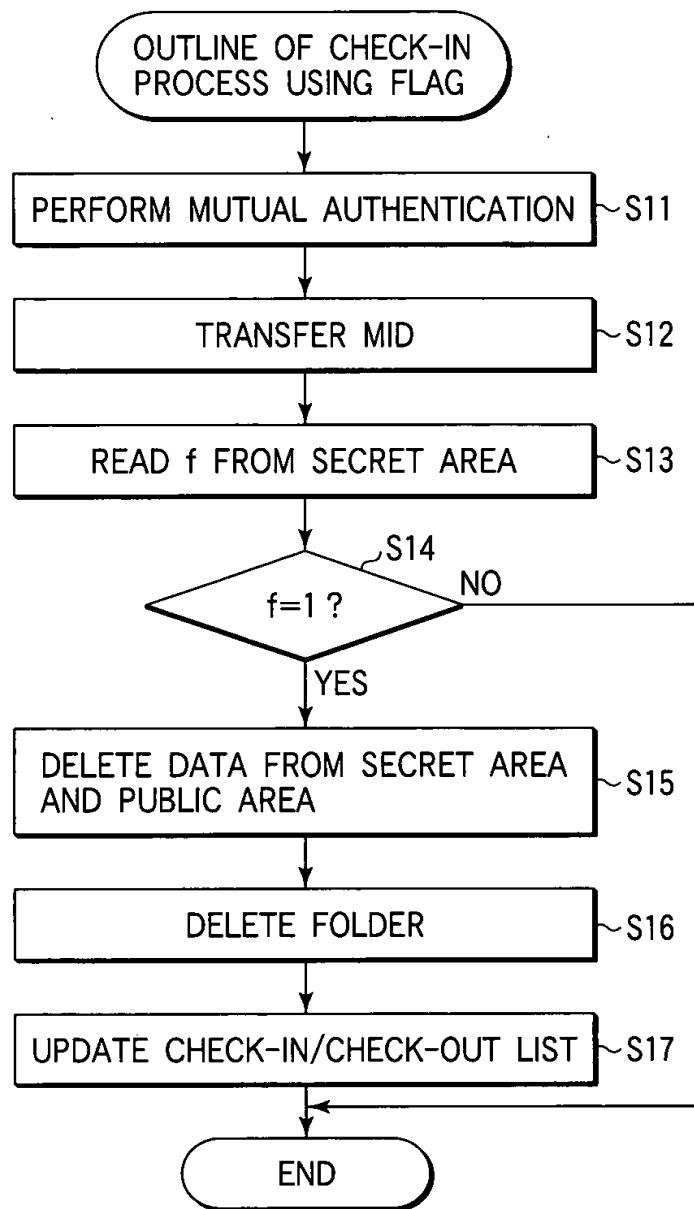 OUTLINE OF CHECK-IN
PROCESS USING FLAG
PERFORM MUTUAL AUTHENTICATION
S11
TRANSFER MID
S12
READ f FROM SECRET AREA
S13
S14
f=1 ?
NO
YES
DELETE DATA FROM SECRET AREA
AND PUBLIC AREA
S15
DELETE FOLDER
S16
UPDATE CHECK-IN/CHECK-OUT LIST
S17
END